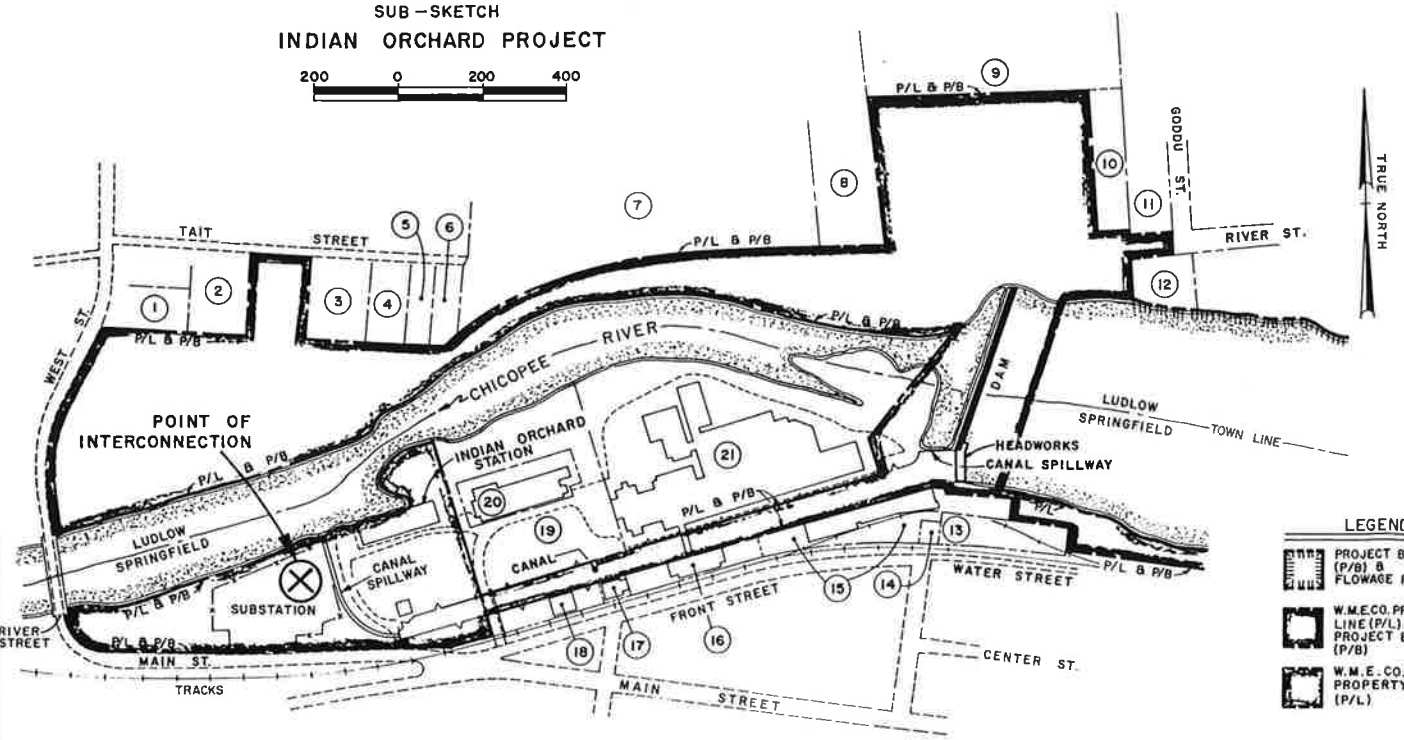 SUB-SKETCH
INDIAN ORCHARD PROJECT
200 0 200 400
9
P/L & P/B
GODDU ST.
TRUE NORTH
8
10
11
7
5
6
TAIT STREET
P/L & P/B
RIVER ST.
1
2
3
4
12
P/L & P/B
P/L & P/B
WEST ST.
CHICOPEE RIVER
DAM
POINT OF
INTERCONNECTION
INDIAN ORCHARD
STATION
LUDLOW
SPRINGFIELD
TOWN LINE
HEADWORKS
CANAL SPILLWAY
P/L & P/B
21
20
P/L & P/B
P/L
19
LUDLOW
SPRINGFIELD
CANAL
CANAL
SPILLWAY
13
14
15
WATER STREET
P/L & P/B
SUBSTATION
P/L & P/B
FRONT STREET
16
17
18
RIVER
STREET
P/L & P/B
MAIN ST.
TRACKS
CENTER ST.
MAIN STREET
LEGEN
PROJECT B
(P/B) &
FLOWAGE
W.M.E.CO. PR
LINE (P/L)
PROJECT B
(P/B)
W.M.E.CO.
PROPERTY
(P/L)